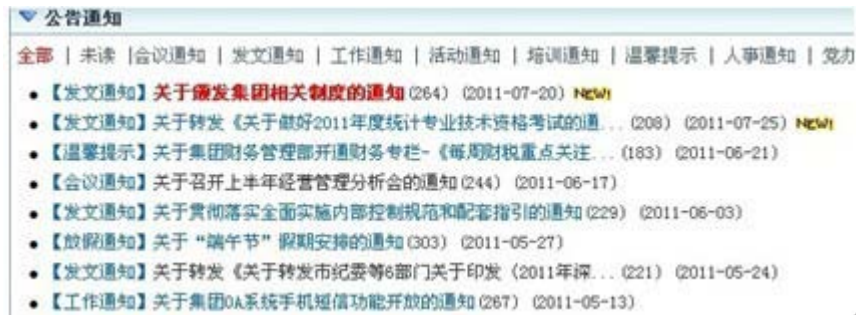 公告通知
全部 | 未读 |会议通知 | 发文通知 | 工作通知 | 活动通知 | 培训通知 | 温馨提示 | 人事通知 | 党办
• 【发文通知】关于颁发集团相关制度的通知(264) (2011-07-20) NEW!
• 【发文通知】关于转发《关于做好2011年度统计专业技术资格考试的通...(208) (2011-07-25) NEW!
• 【温馨提示】关于集团财务管理部开通财务专栏-《每周财税重点关注...(183) (2011-06-21)
• 【会议通知】关于召开上半年经营管理分析会的通知(244) (2011-06-17)
• 【发文通知】关于贯彻落实全面实施内部控制规范和配套指引的通知(229) (2011-06-03)
• 【放假通知】关于“端午节”假期安排的通知(303) (2011-05-27)
• 【发文通知】关于转发《关于转发市纪委等6部门关于印发（2011年深...(221) (2011-05-24)
• 【工作通知】关于集团OA系统手机短信功能开放的通知(267) (2011-05-13)